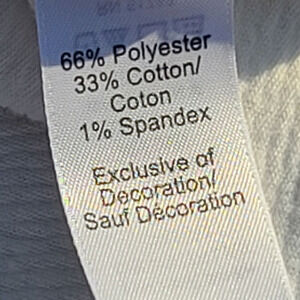 66% Polyester
33% Cotton/
Coton
1% Spandex
Exclusive of
Decoration/
Sauf Décoration